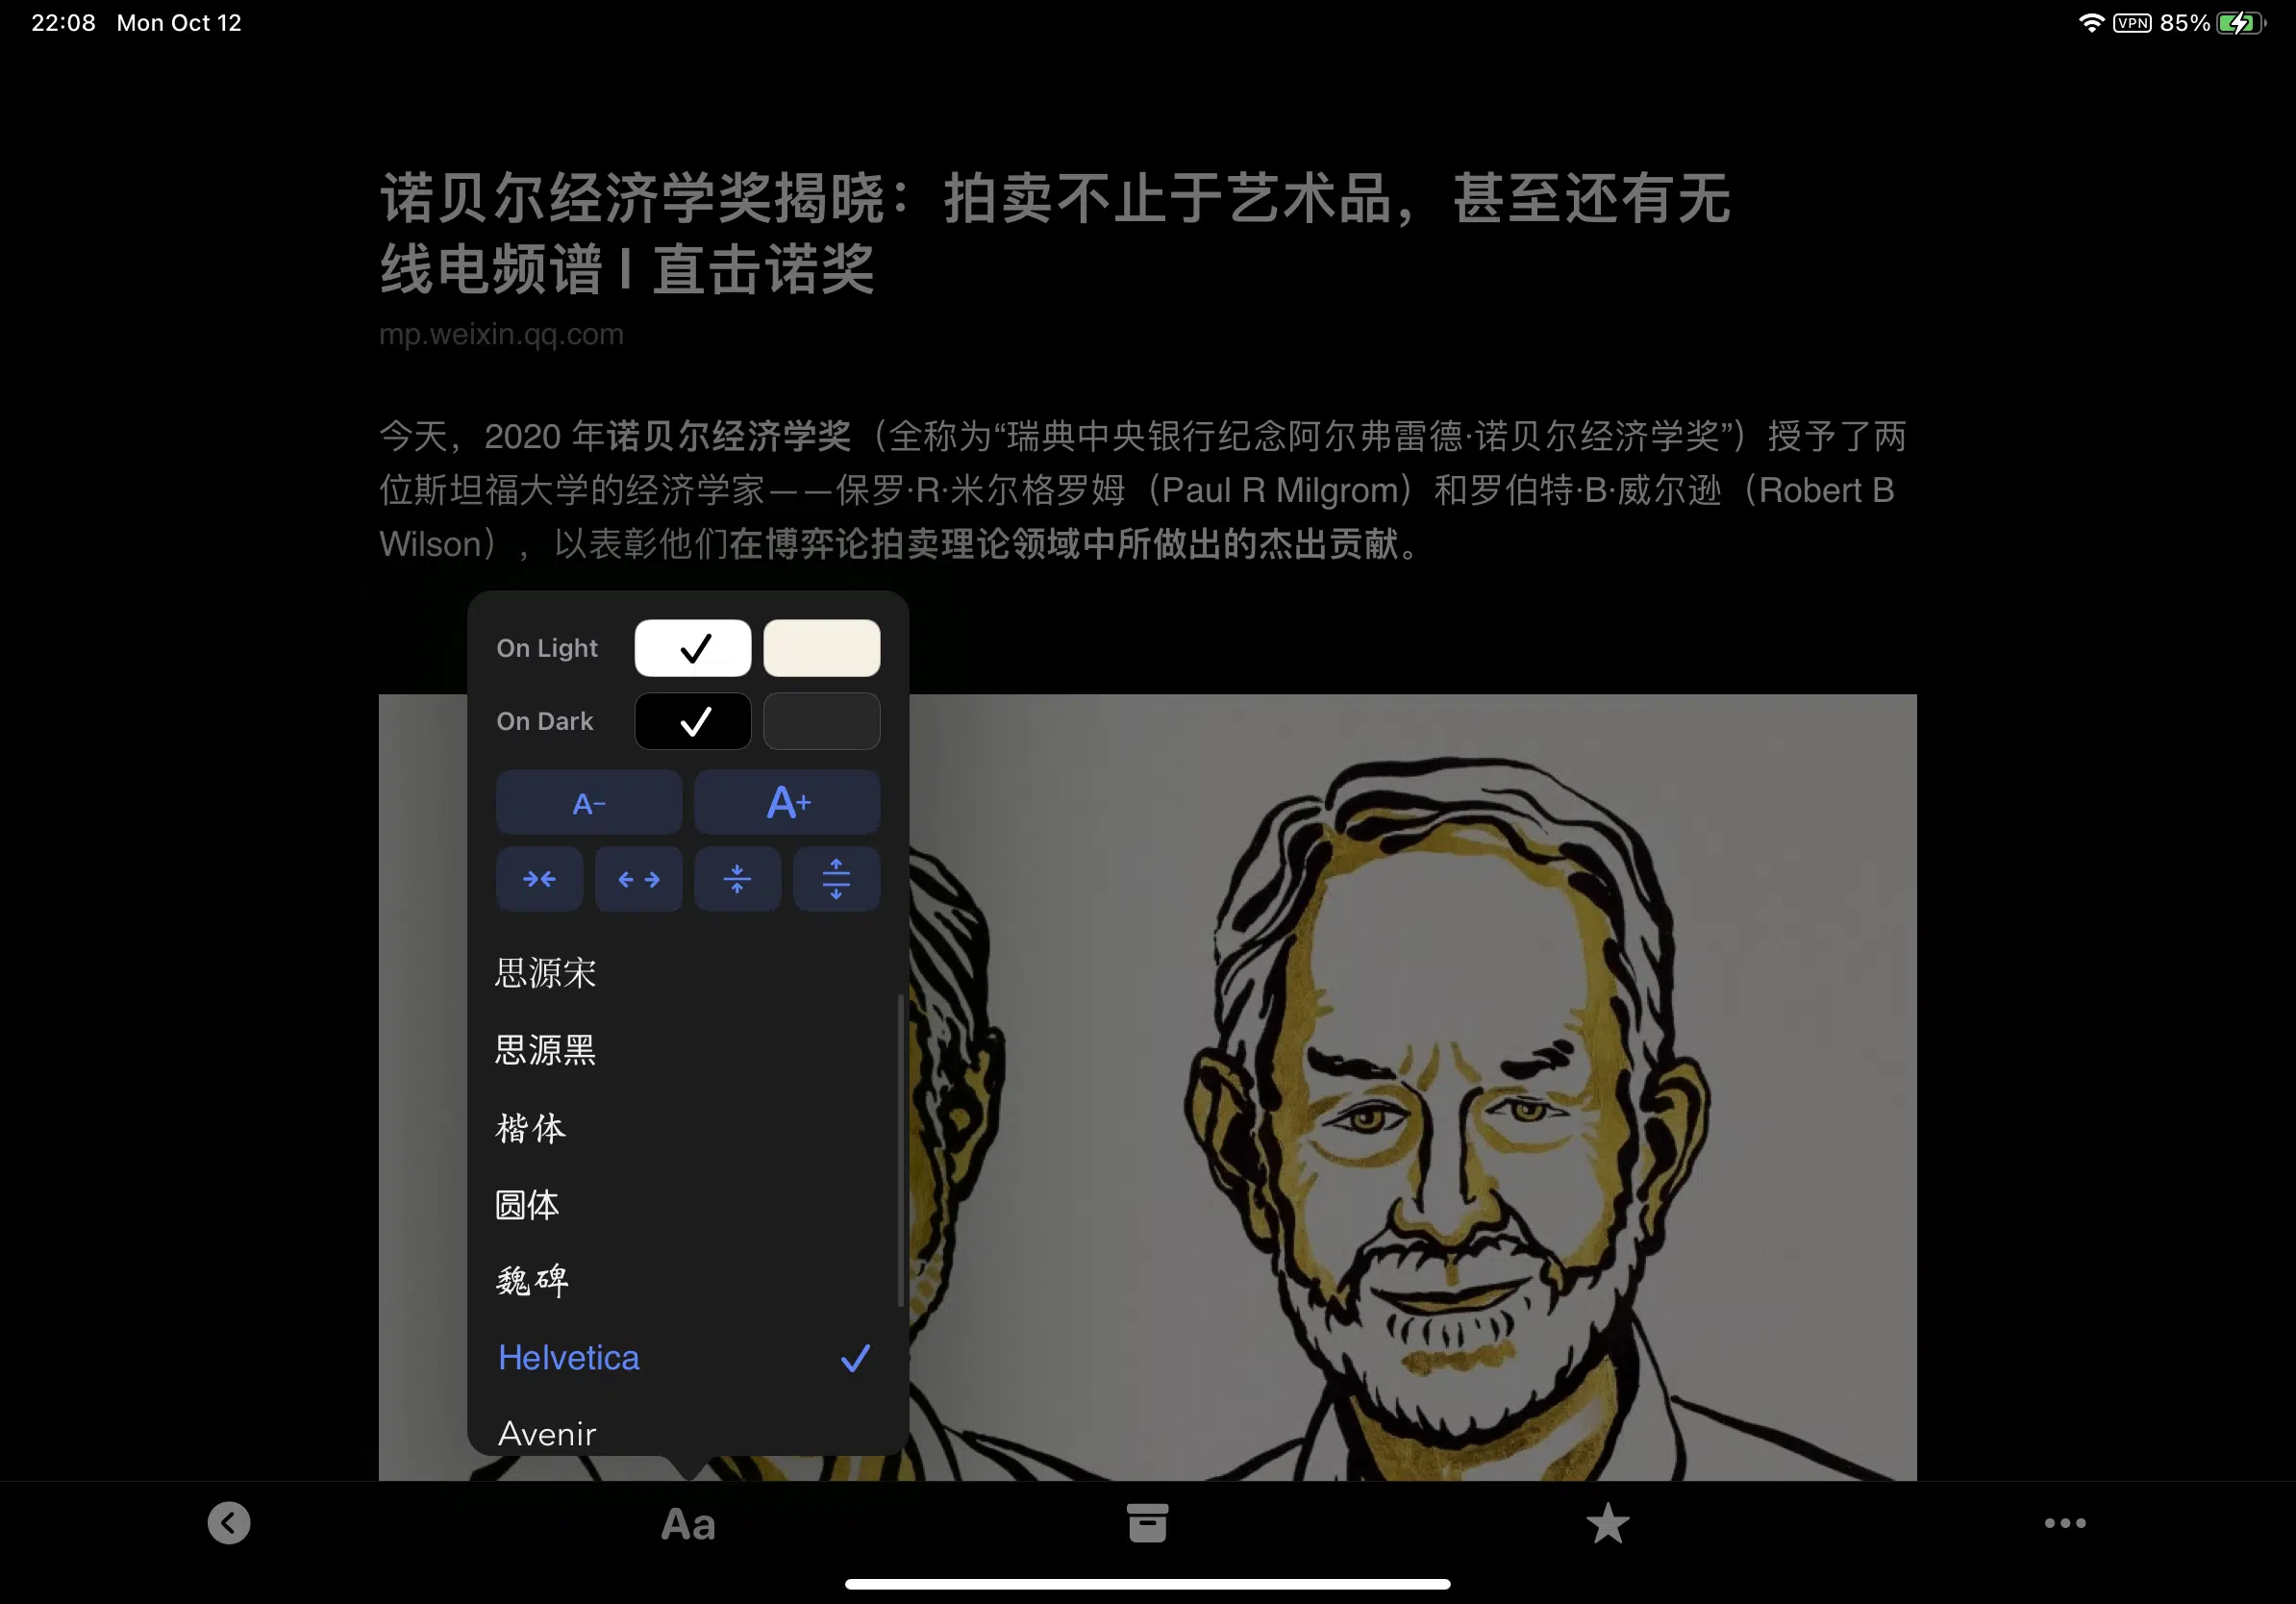 22:08 Mon Oct 12
VPN 85%
诺贝尔经济学奖揭晓：拍卖不止于艺术品，甚至还有无
线电频谱 | 直击诺奖
mp.weixin.qq.com
今天，2020 年诺贝尔经济学奖（全称为“瑞典中央银行纪念阿尔弗雷德·诺贝尔经济学奖”）授予了两
位斯坦福大学的经济学家——保罗·R·米尔格罗姆（Paul R Milgrom）和罗伯特·B·威尔逊（Robert B
Wilson），以表彰他们在博弈论拍卖理论领域中所做出的杰出贡献。
On Light
On Dark
A−
A+
思源宋
思源黑
楷体
圆体
魏碑
Helvetica
Avenir
Aa